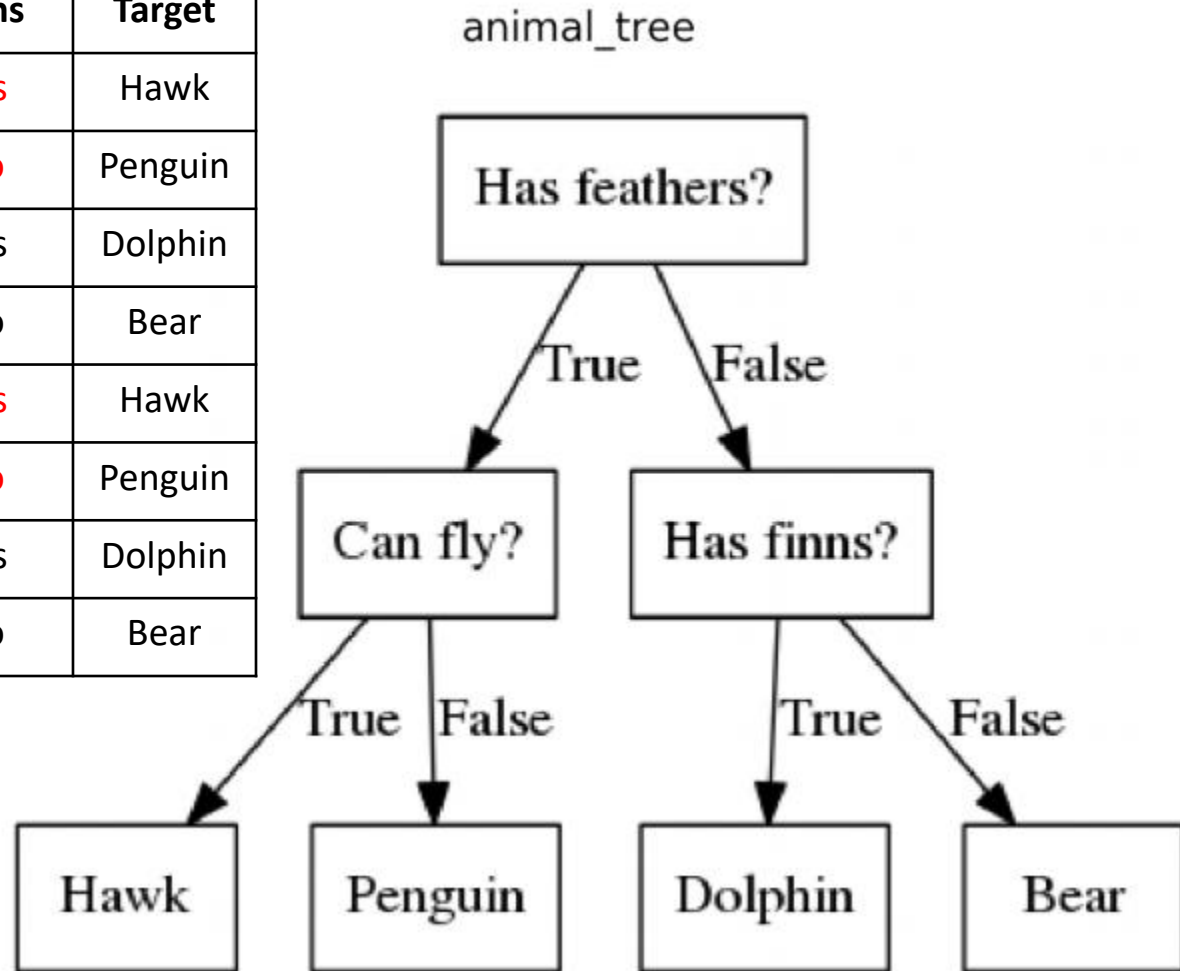 Target
Hawk
Penguin
Dolphin
Bear
Hawk
Penguin
Dolphin
Bear
animal_tree
Has feathers?
True False
Can fly? Has finns?
True False True False
Hawk Penguin Dolphin Bear